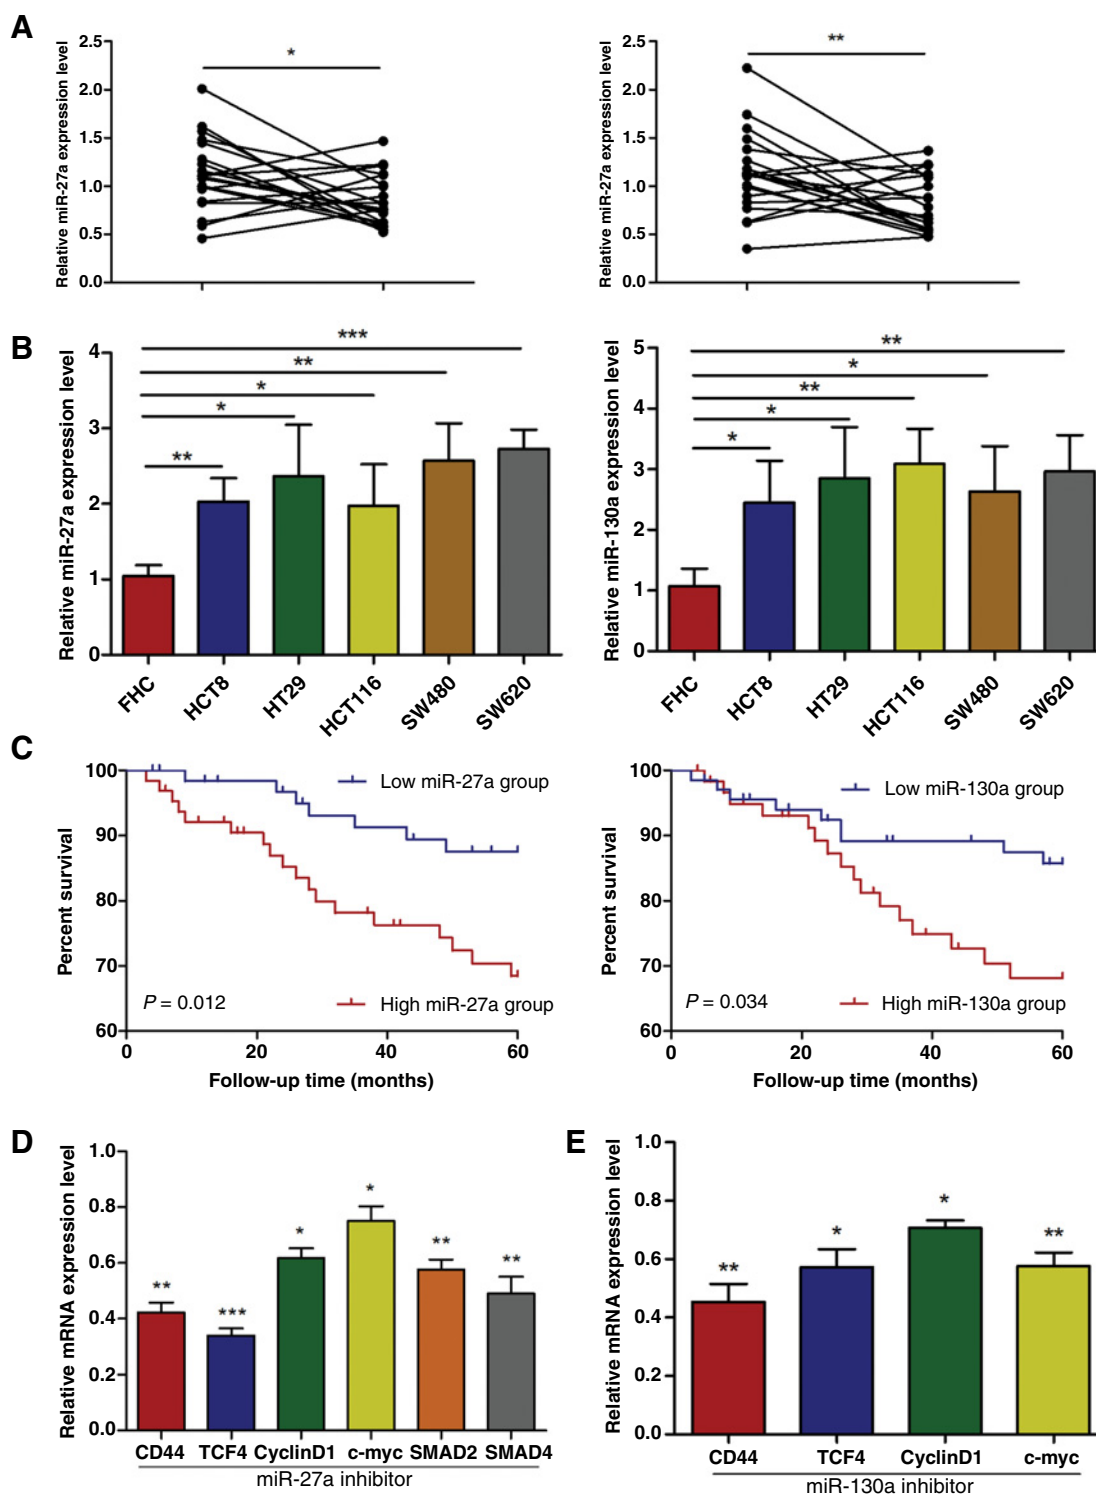 A
Relative miR-27a expression level
2.5
2.0
1.5
1.0
0.5
0.0
*
Relative miR-27a expression level
2.5
2.0
1.5
1.0
0.5
0.0
**
B
Relative miR-27a expression level
4
3
2
1
0
***
**
*
*
**
FHC
HCT8
HT29
HCT116
SW480
SW620
Relative miR-130a expression level
5
4
3
2
1
0
**
*
**
*
*
FHC
HCT8
HT29
HCT116
SW480
SW620
C
Percent survival
100
90
80
70
60
Low miR-27a group
P = 0.012
High miR-27a group
0 20 40 60
Follow-up time (months)
Percent survival
100
90
80
70
60
Low miR-130a group
P = 0.034
High miR-130a group
0 20 40 60
Follow-up time (months)
D
Relative mRNA expression level
1.0
0.8
0.6
0.4
0.2
0.0
** *** * * ** **
CD44 TCF4 CyclinD1 c-myc SMAD2 SMAD4
miR-27a inhibitor
E
Relative mRNA expression level
1.0
0.8
0.6
0.4
0.2
0.0
** * * **
CD44 TCF4 CyclinD1 c-myc
miR-130a inhibitor